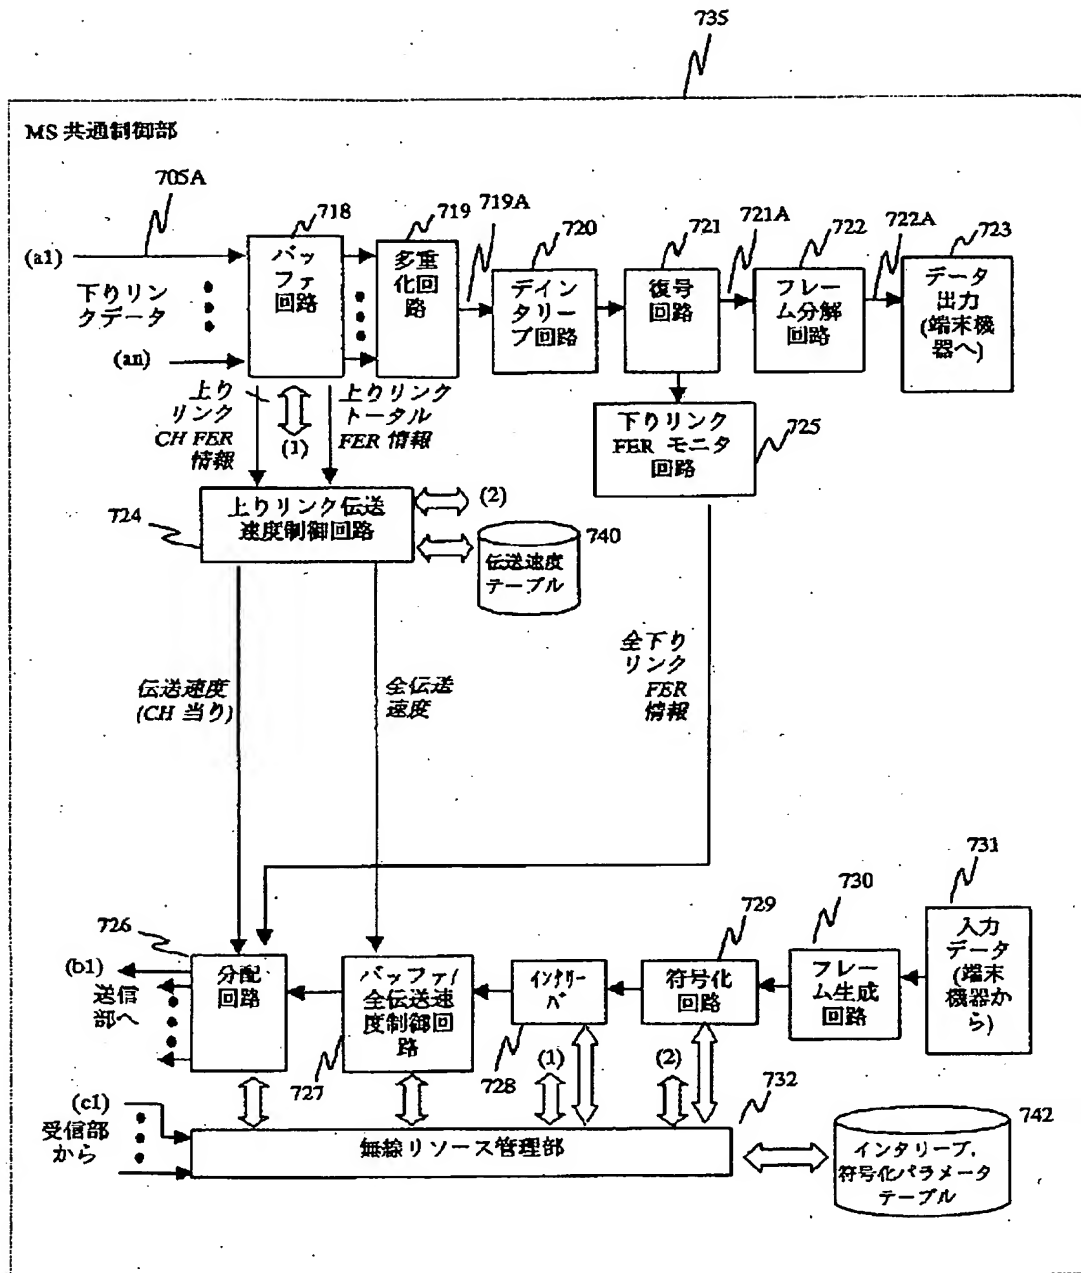 735
MS 共通制御部
705A
718
719
719A
720
721
721A
722
722A
723
(a1)
下りリン
クデータ
(an)
バッ
ファ
回路
多重
化回
路
デイン
タリー
ブ回路
復号
回路
フレー
ム分解
回路
データ
出力
(端末機
器へ)
上り
リンク
CH FER
情報
(1)
上りリンク
トータル
FER 情報
下りリンク
FER モニタ
回路
725
724
上りリンク伝送
速度制御回路
(2)
740
伝送速度
テーブル
伝送速度
(CH 当り)
全伝送
速度
全下り
リンク
FER
情報
731
730
729
726
(b1)
送信
部へ
分配
回路
バッファ/
全伝送速
度制御回
路
インタリー
バ
符号化
回路
フレー
ム生成
回路
入力
データ
(端末
機器か
ら)
727
728
(1)
(2)
732
742
(c1)
受信部
から
無線リソース管理部
インタリーブ,
符号化パラメータ
テーブル